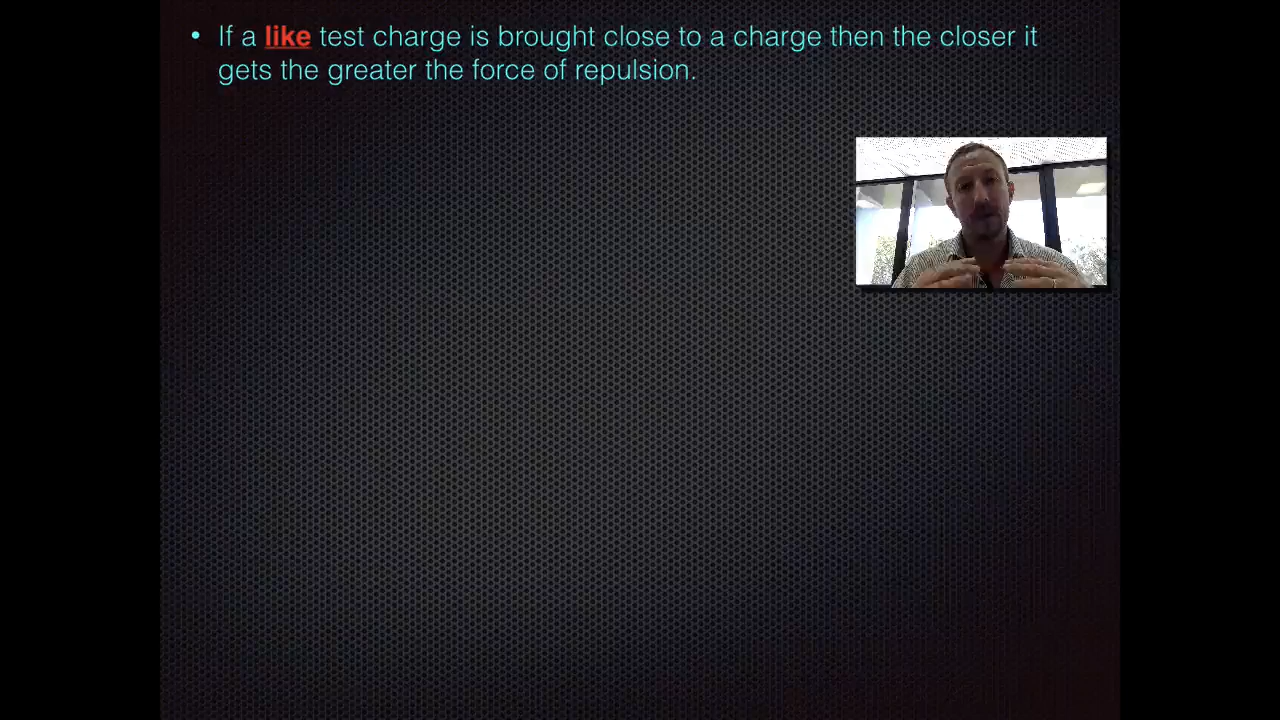 • If a like test charge is brought close to a charge then the closer it
gets the greater the force of repulsion.